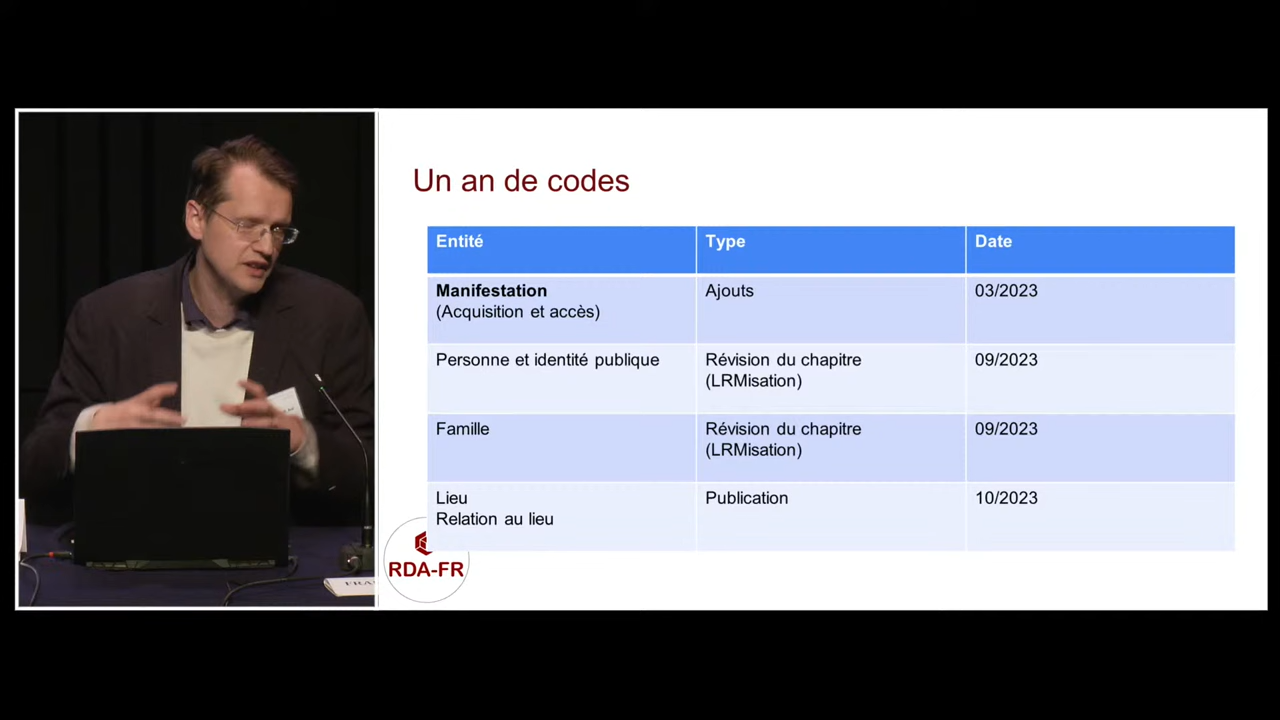 Un an de codes
Entité
Type
Date
Manifestation
(Acquisition et accès)
Ajouts
03/2023
Personne et identité publique
Révision du chapitre
(LRMisation)
09/2023
Famille
Révision du chapitre
(LRMisation)
09/2023
Lieu
Relation au lieu
Publication
10/2023
RDA-FR